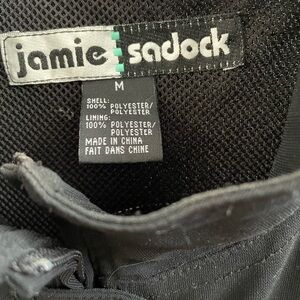 jamie sadock
M
SHELL:
100% POLYESTER/
POLYESTER
LINING:
100% POLYESTER/
POLYESTER
MADE IN CHINA
FAIT DANS CHINE